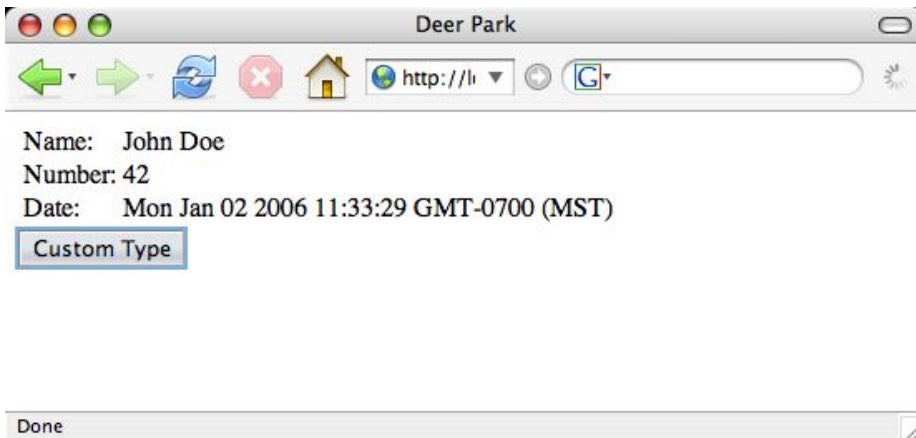 Deer Park
http://l
G
Name: John Doe
Number: 42
Date: Mon Jan 02 2006 11:33:29 GMT-0700 (MST)
Custom Type
Done